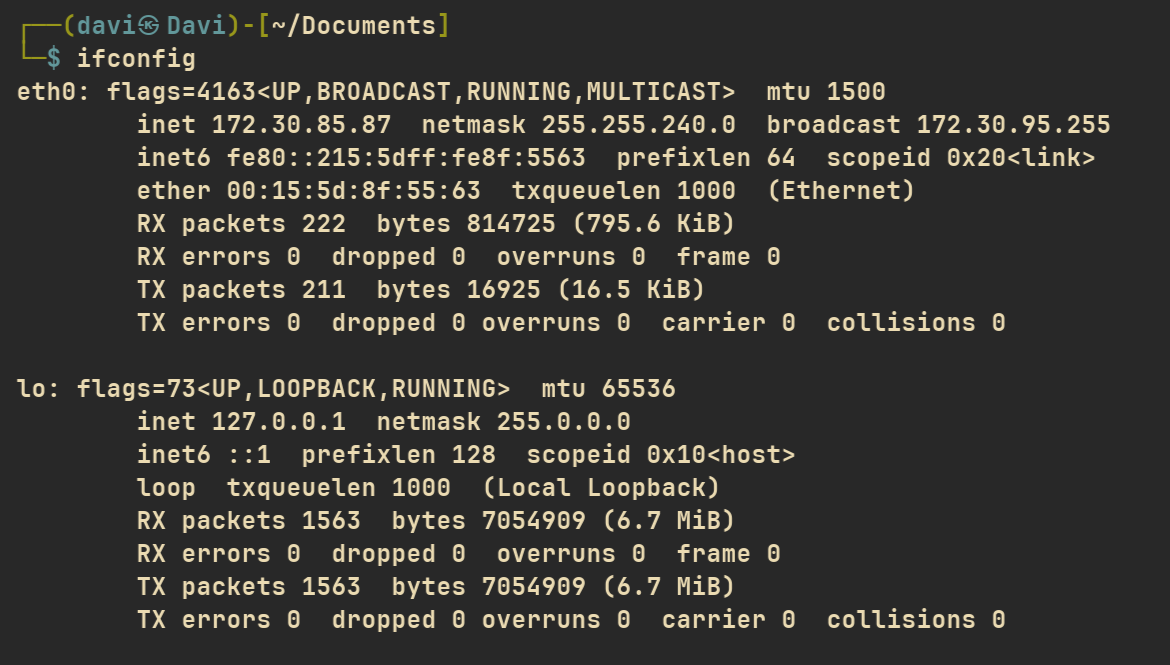 ┌──(davi㉿Davi)-[~/Documents]
└─$ ifconfig
eth0: flags=4163<UP,BROADCAST,RUNNING,MULTICAST>  mtu 1500
        inet 172.30.85.87  netmask 255.255.240.0  broadcast 172.30.95.255
        inet6 fe80::215:5dff:fe8f:5563  prefixlen 64  scopeid 0x20<link>
        ether 00:15:5d:8f:55:63  txqueuelen 1000  (Ethernet)
        RX packets 222  bytes 814725 (795.6 KiB)
        RX errors 0  dropped 0  overruns 0  frame 0
        TX packets 211  bytes 16925 (16.5 KiB)
        TX errors 0  dropped 0 overruns 0  carrier 0  collisions 0

lo: flags=73<UP,LOOPBACK,RUNNING>  mtu 65536
        inet 127.0.0.1  netmask 255.0.0.0
        inet6 ::1  prefixlen 128  scopeid 0x10<host>
        loop  txqueuelen 1000  (Local Loopback)
        RX packets 1563  bytes 7054909 (6.7 MiB)
        RX errors 0  dropped 0  overruns 0  frame 0
        TX packets 1563  bytes 7054909 (6.7 MiB)
        TX errors 0  dropped 0 overruns 0  carrier 0  collisions 0